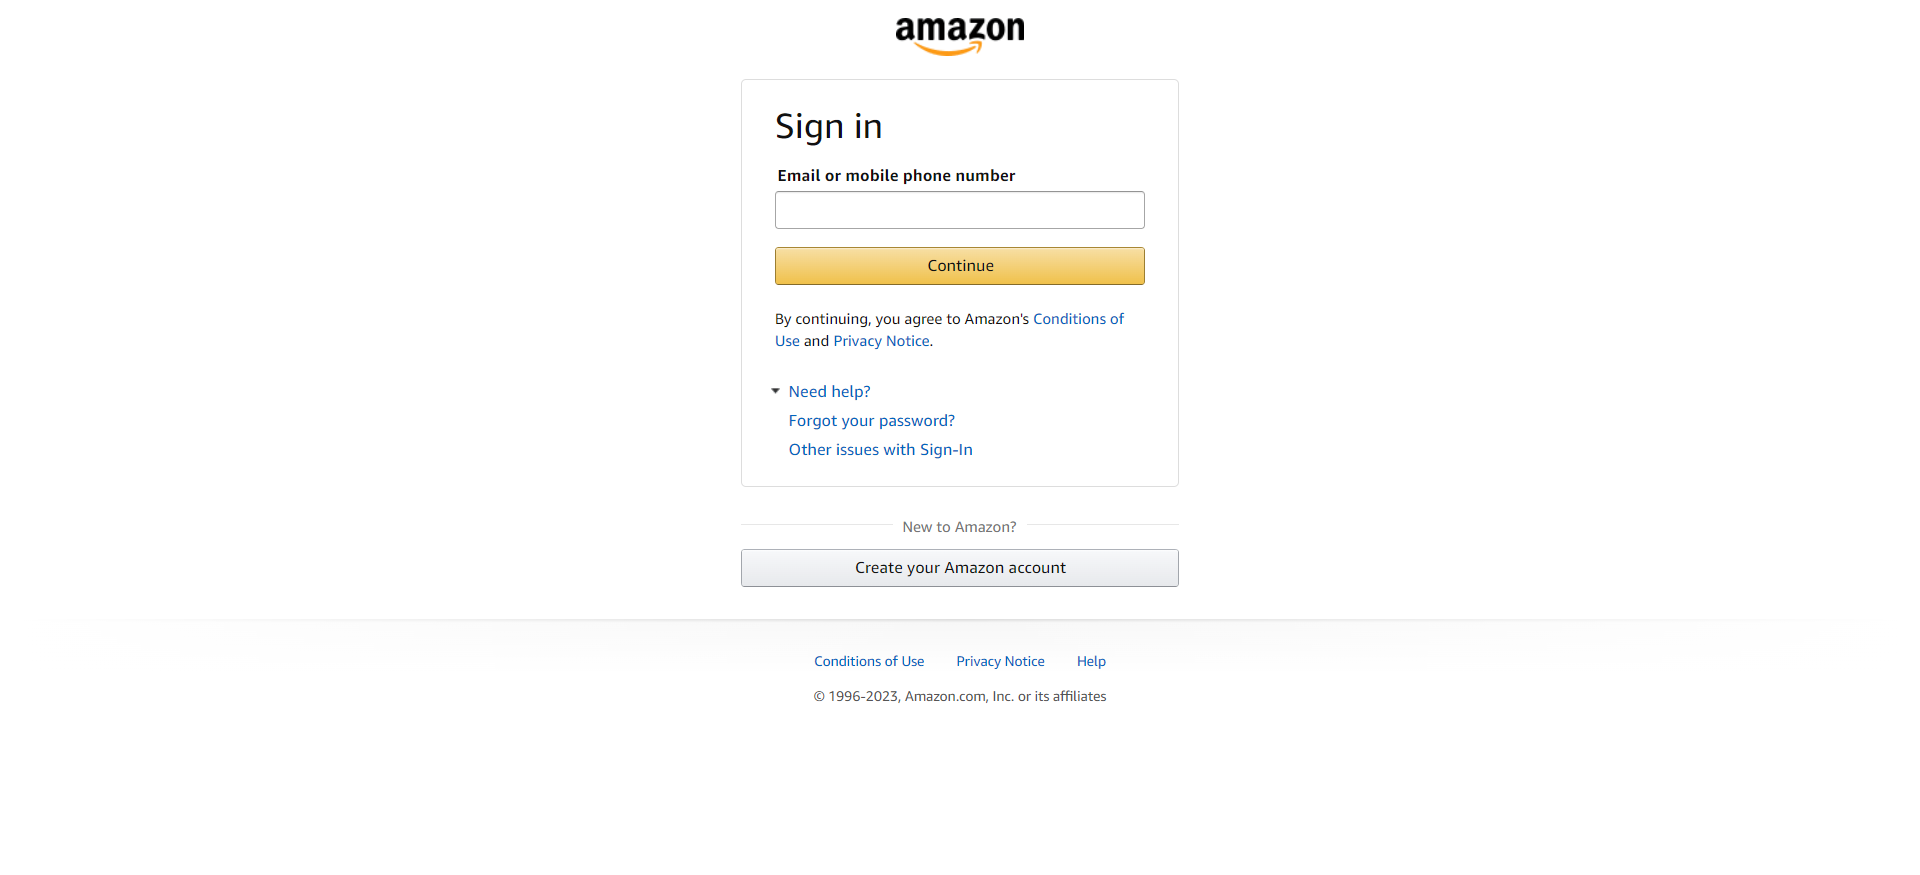 amazon
Sign in
Email or mobile phone number
Continue
By continuing, you agree to Amazon's Conditions of
Use and Privacy Notice.
Need help?
Forgot your password?
Other issues with Sign-In
New to Amazon?
Create your Amazon account
Conditions of Use Privacy Notice Help
© 1996-2023, Amazon.com, Inc. or its affiliates